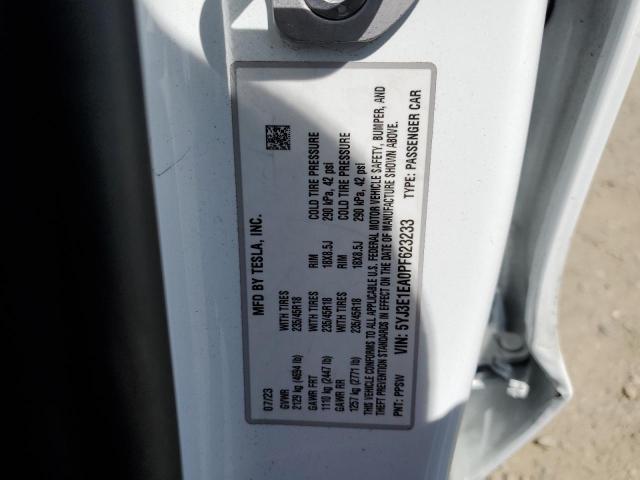 MFD BY TESLA, INC.
07/23
GVWR WITH TIRES RIM COLD TIRE PRESSURE
2129 kg (4694 lb) 235/45R18 18X8.5J 290 kPa, 42 psi
GAWR FRT WITH TIRES RIM COLD TIRE PRESSURE
1110 kg (2447 lb) 235/45R18 18X8.5J 290 kPa, 42 psi
GAWR RR
1257 kg (2771 lb)
THIS VEHICLE CONFORMS TO ALL APPLICABLE U.S. FEDERAL MOTOR VEHICLE SAFETY, BUMPER, AND
THEFT PREVENTION STANDARDS IN EFFECT ON THE DATE OF MANUFACTURE SHOWN ABOVE.
VIN: 5YJ3E1EA0PF623233
PNT: PPSW TYPE: PASSENGER CAR